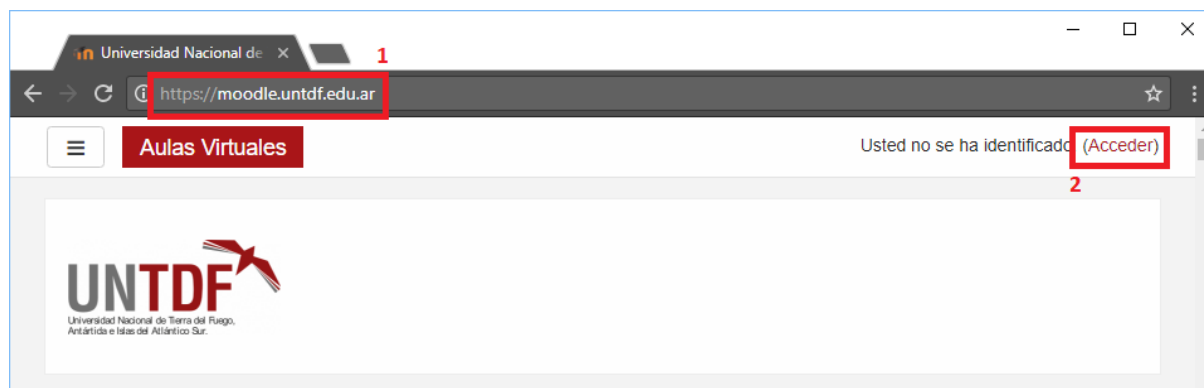 Universidad Nacional de
1
https://moodle.untdf.edu.ar
Aulas Virtuales
Usted no se ha identificado (Acceder)
2
UNTDF
Universidad Nacional de Tierra del Fuego,
Antártida e Islas del Atlántico Sur.